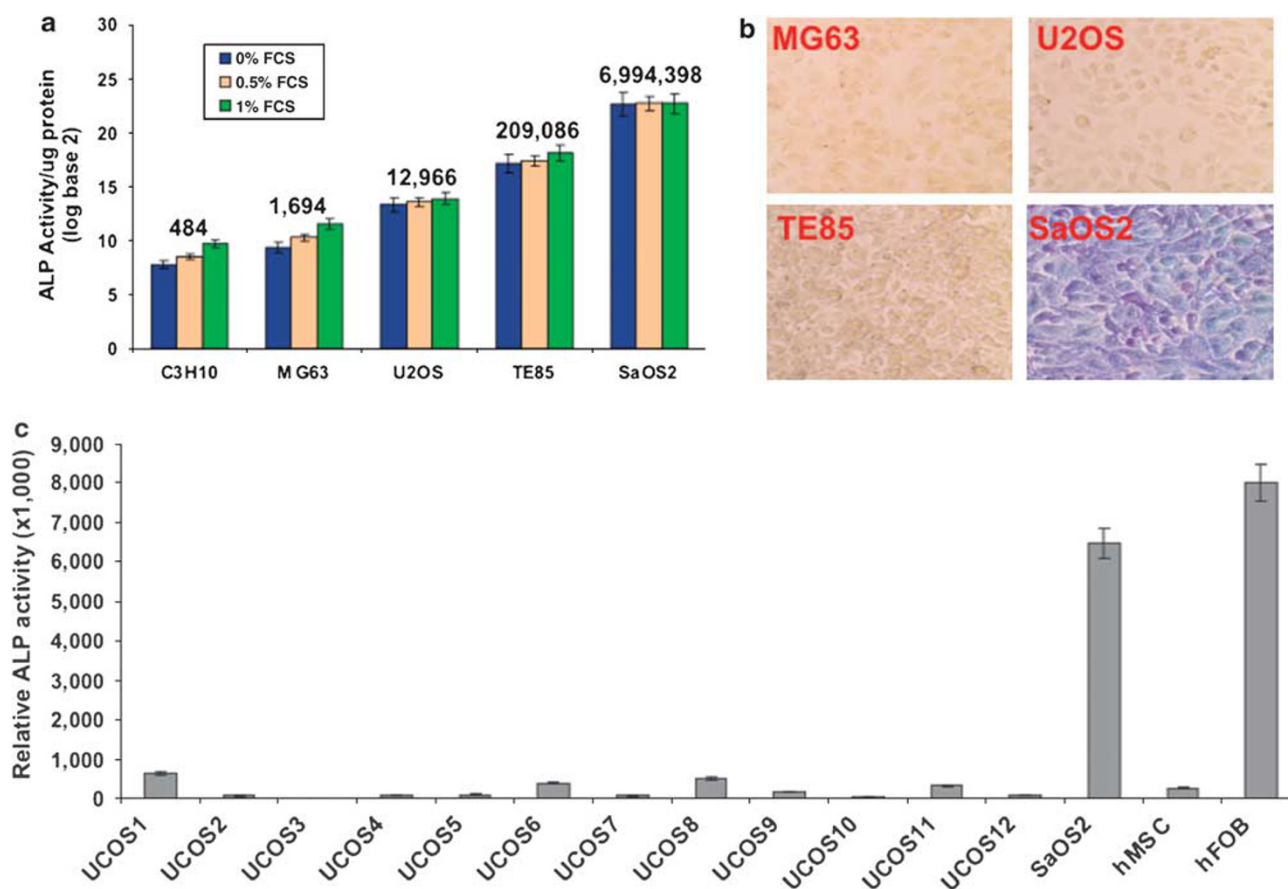 a
30
25
20
15
10
5
0
ALP Activity/ug protein
(log base 2)
0% FCS
0.5% FCS
1% FCS
484
1,694
12,966
209,086
6,994,398
C3H10
MG63
U2OS
TE85
SaOS2
b
MG63
U2OS
TE85
SaOS2
c
9,000
8,000
7,000
6,000
5,000
4,000
3,000
2,000
1,000
0
Relative ALP activity (x1,000)
UCOS1
UCOS2
UCOS3
UCOS4
UCOS5
UCOS6
UCOS7
UCOS8
UCOS9
UCOS10
UCOS11
UCOS12
SaOS2
hMSC
hFOB